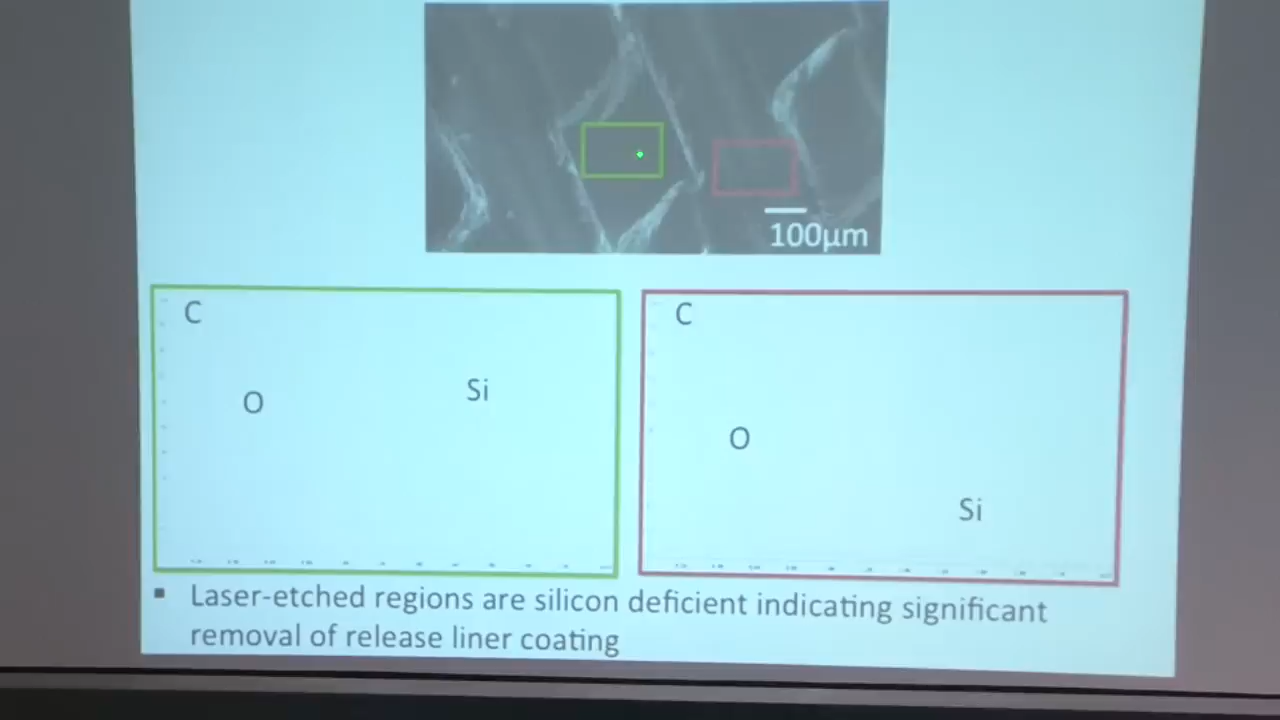 100μm
C
O
Si
C
O
Si
▪ Laser-etched regions are silicon deficient indicating significant
removal of release liner coating